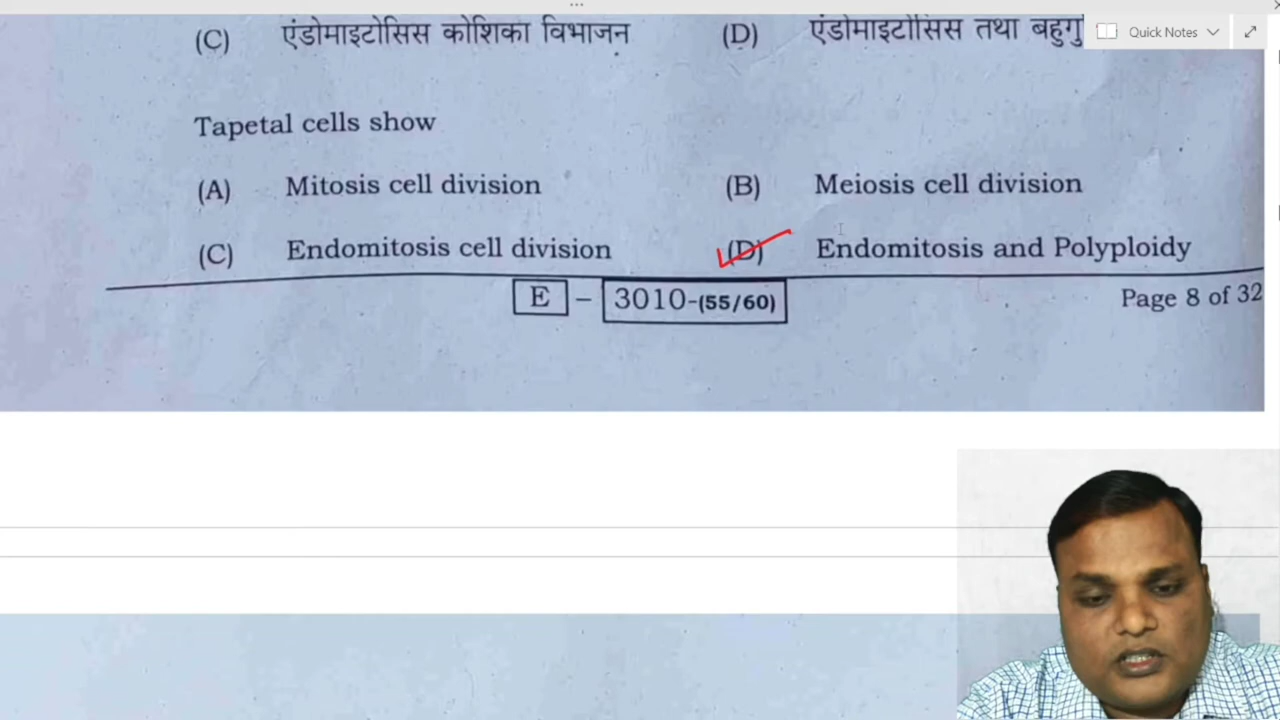 Quick Notes
(C) एंडोमाइटोसिस कोशिका विभाजन (D) एंडोमाइटोसिस तथा
Tapetal cells show
(A) Mitosis cell division (B) Meiosis cell division
(C) Endomitosis cell division (D) Endomitosis and Polyploidy
E – 3010-(55/60)
Page 8 of 32